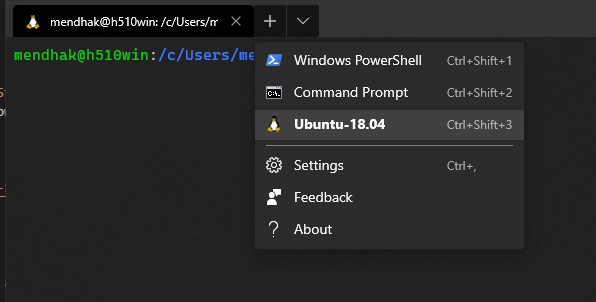 mendhak@h510win: /c/Users/m
mendhak@h510win:/c/Users/me
Windows PowerShell Ctrl+Shift+1
Command Prompt Ctrl+Shift+2
Ubuntu-18.04 Ctrl+Shift+3
Settings Ctrl+,
Feedback
About